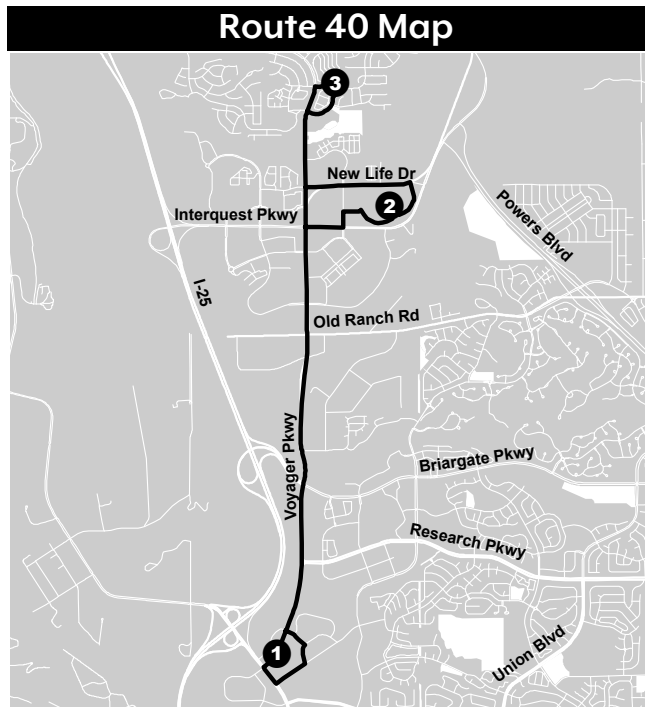 Route 40 Map
3
New Life Dr
2
Interquest Pkwy
Powers Blvd
I-25
Old Ranch Rd
Voyager Pkwy
Briargate Pkwy
Research Pkwy
1
Union Blvd